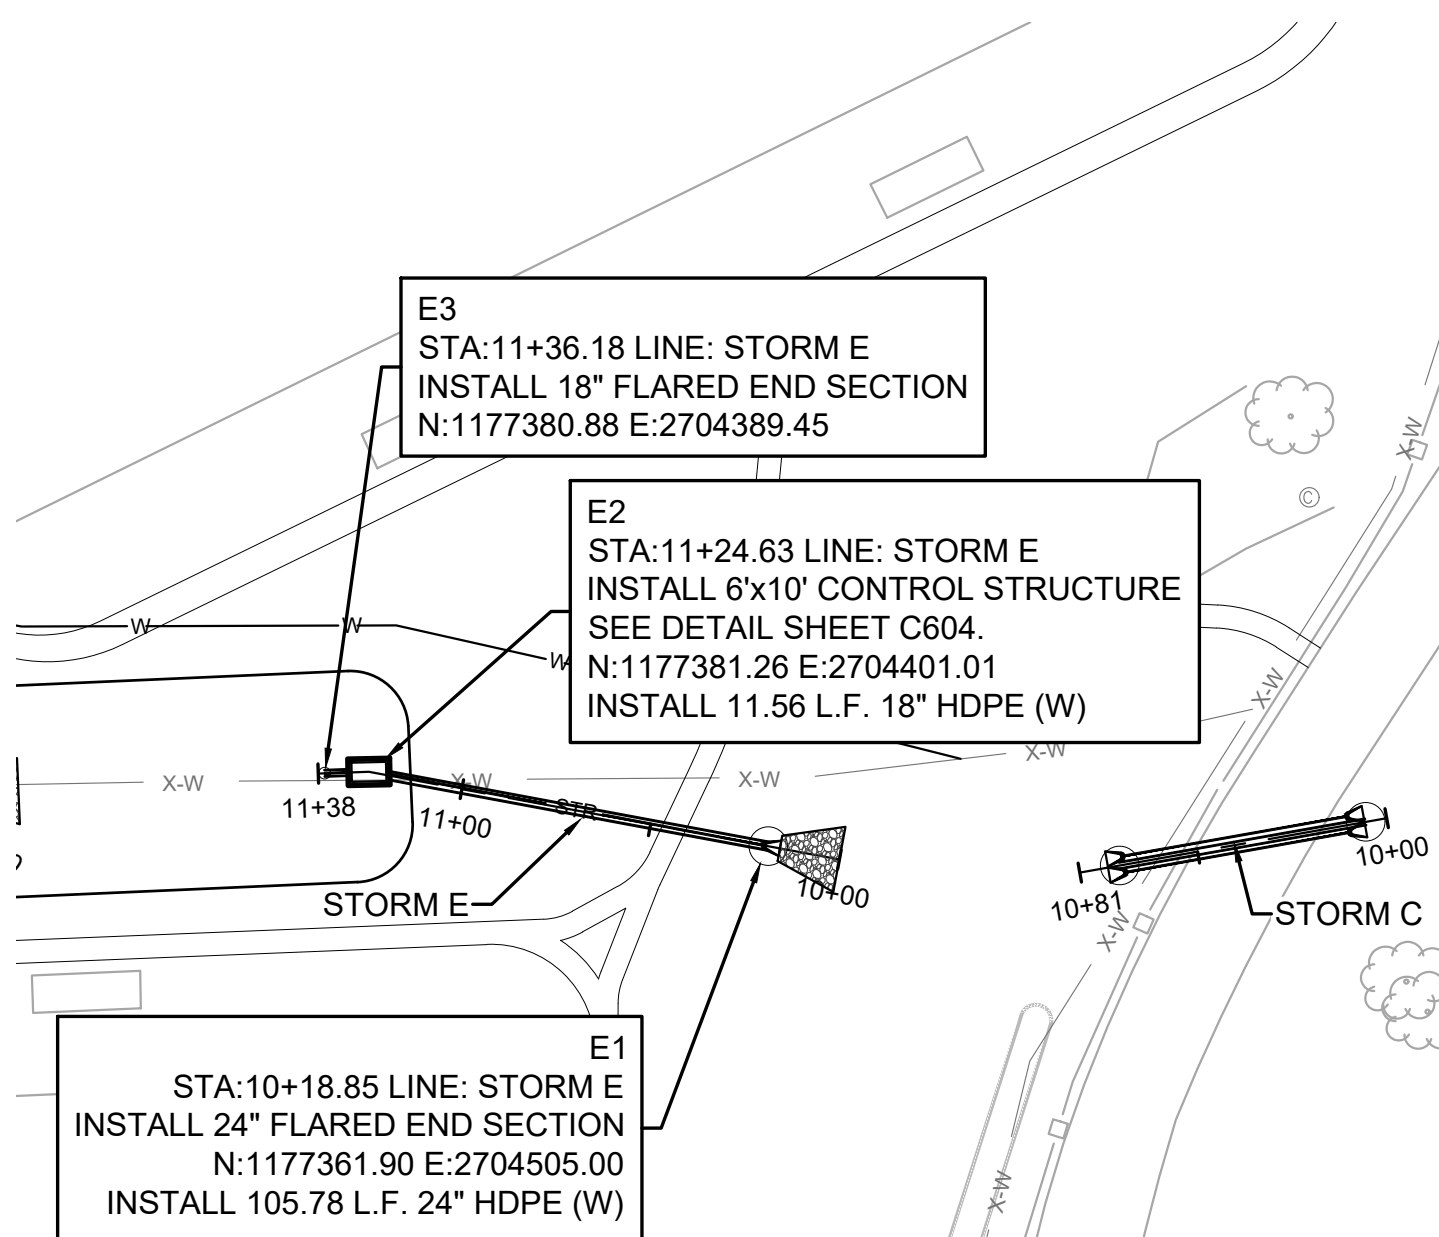 E3
STA:11+36.18 LINE: STORM E
INSTALL 18" FLARED END SECTION
N:1177380.88 E:2704389.45
X-W
©
E2
STA:11+24.63 LINE: STORM E
INSTALL 6'x10' CONTROL STRUCTURE
SEE DETAIL SHEET C604.
N:1177381.26 E:2704401.01
INSTALL 11.56 L.F. 18" HDPE (W)
W
W
W
X-W
X-W
X-W
X-W
X-W
11+38
11+00
STR
10+00
STORM E
10+81
10+00
STORM C
X-W
E1
STA:10+18.85 LINE: STORM E
INSTALL 24" FLARED END SECTION
N:1177361.90 E:2704505.00
INSTALL 105.78 L.F. 24" HDPE (W)
X-W